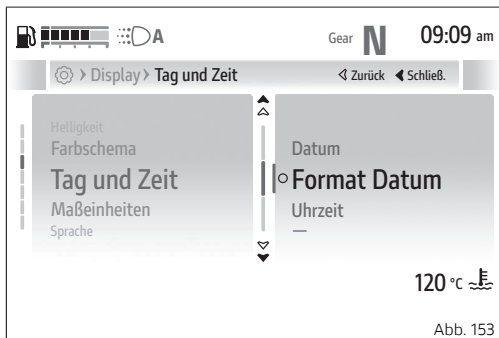 A Gear N 09:09 am
Display Tag und Zeit Zurück Schließ.
Helligkeit
Farbschema
Tag und Zeit
Maßeinheiten
Sprache
Datum
Format Datum
Uhrzeit
—
120 °C
Abb. 153